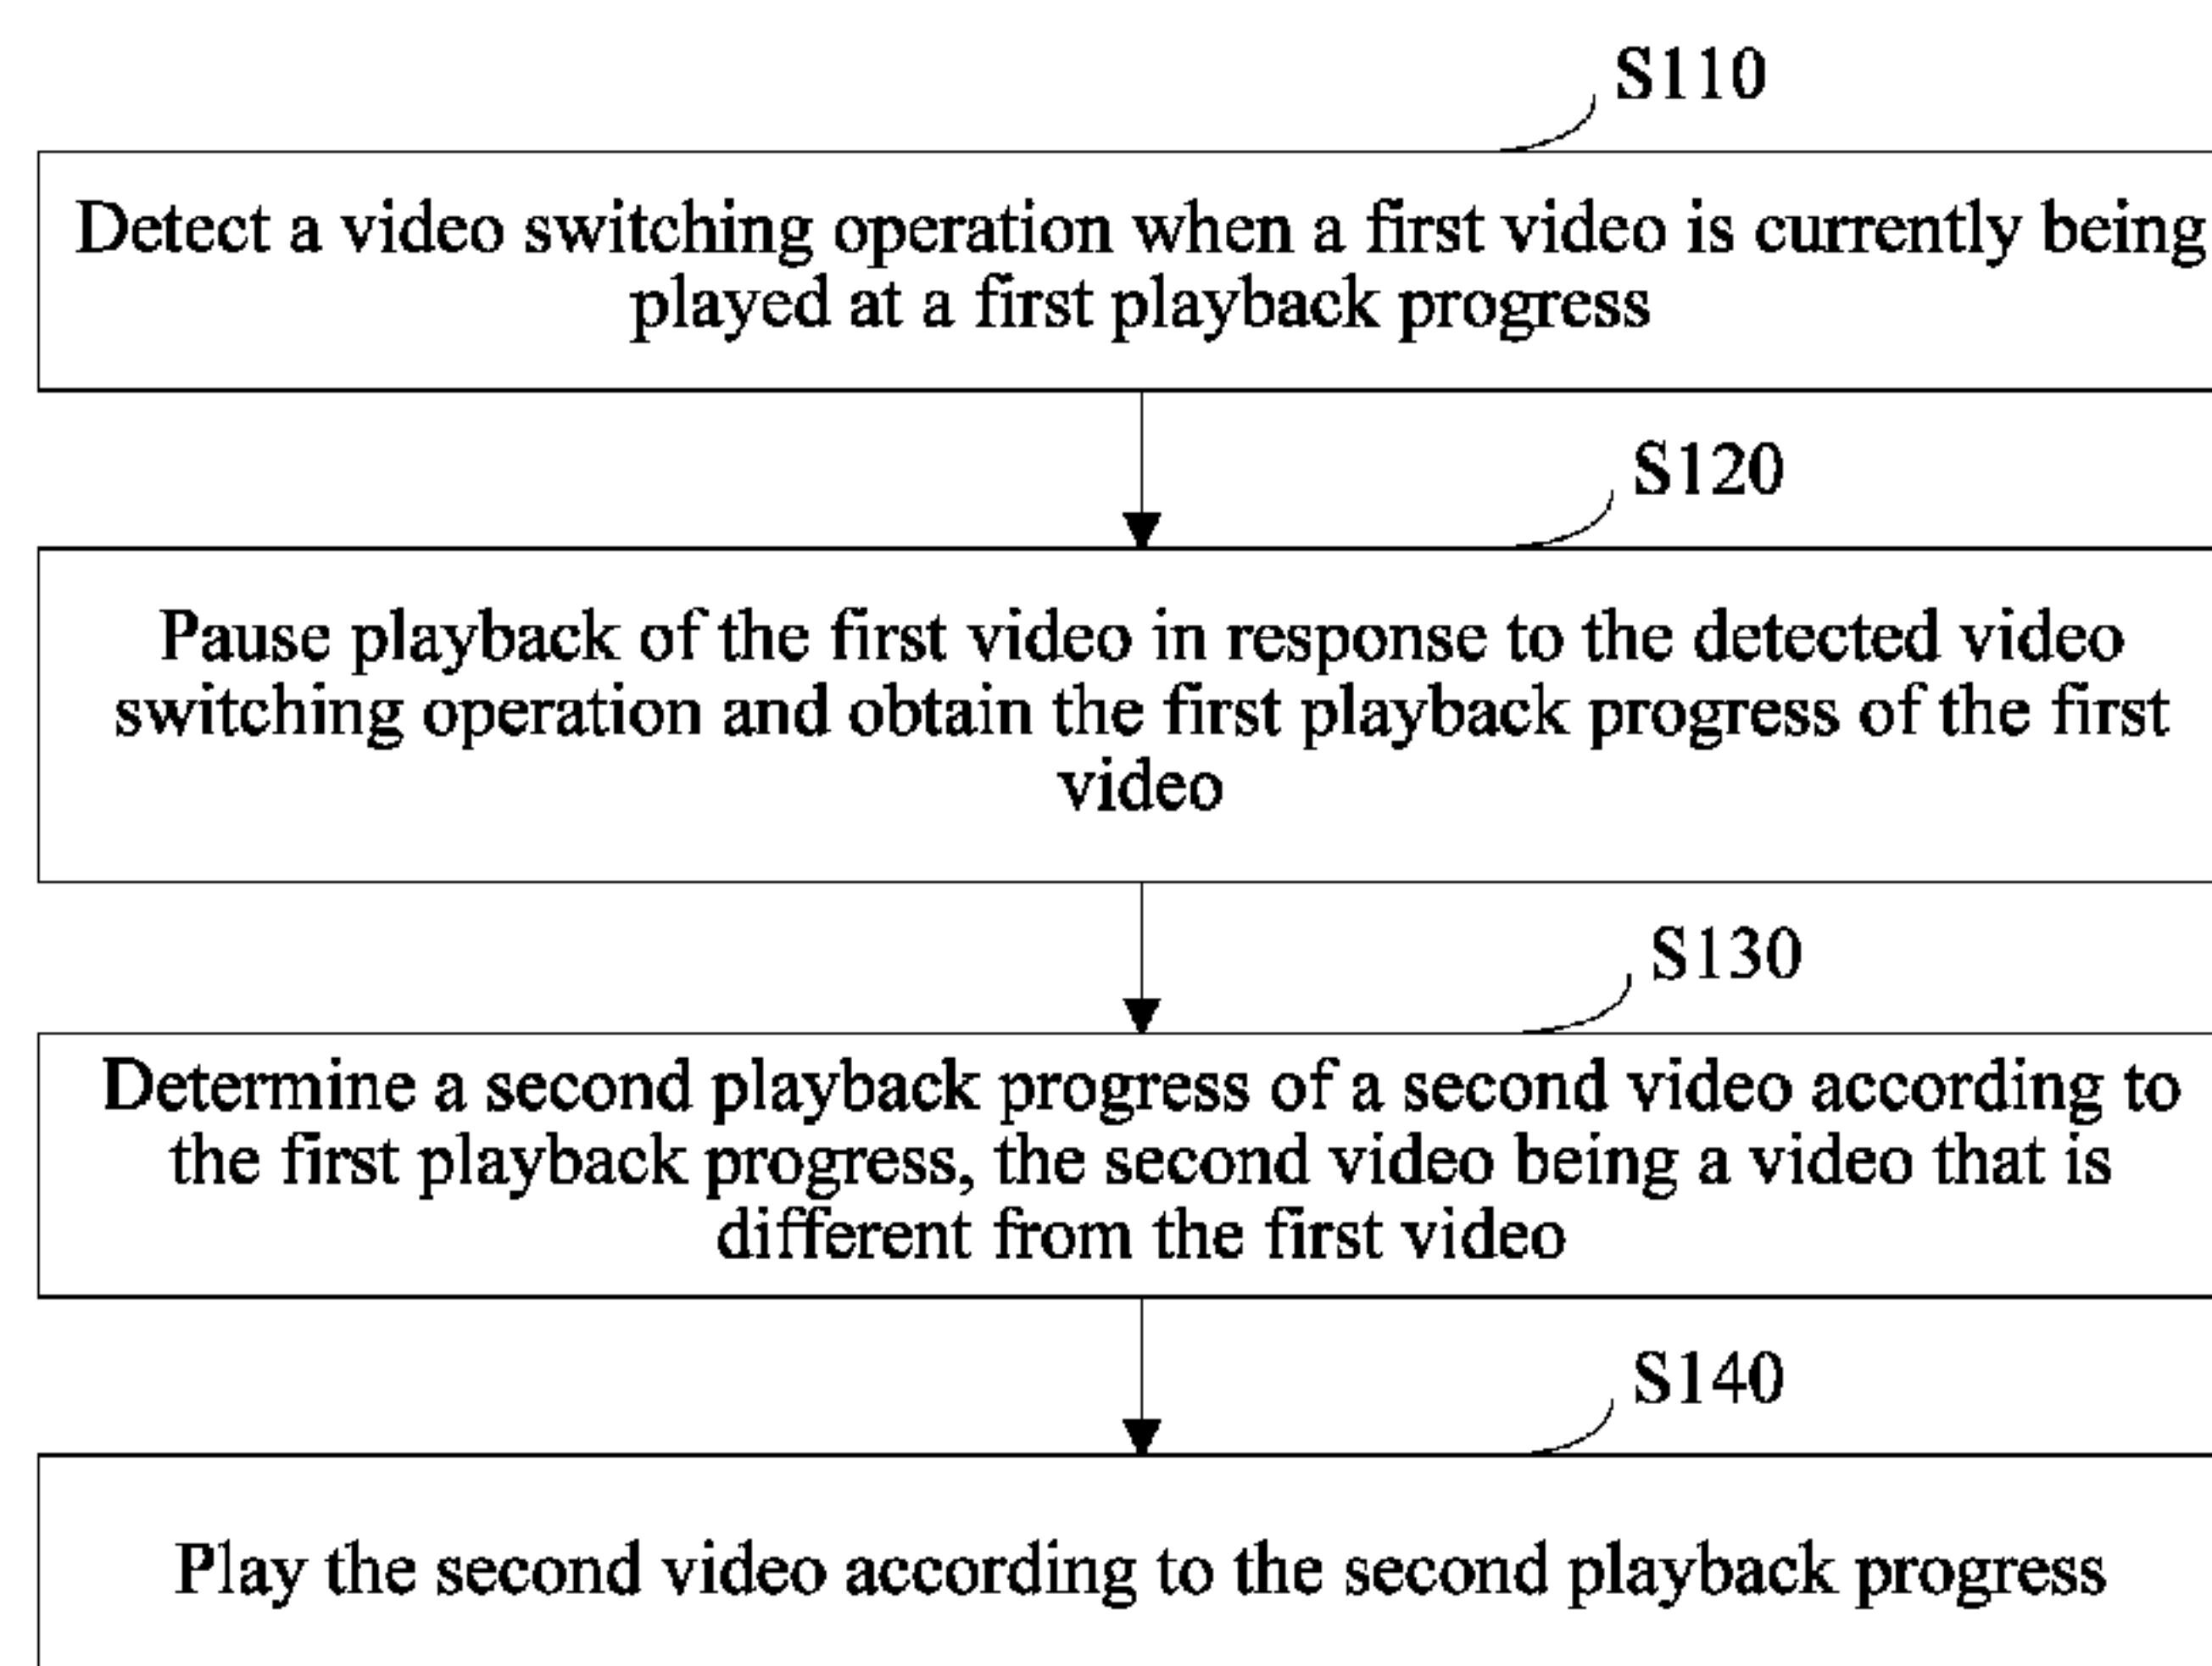 S110
Detect a video switching operation when a first video is currently being
played at a first playback progress
S120
Pause playback of the first video in response to the detected video
switching operation and obtain the first playback progress of the first
video
S130
Determine a second playback progress of a second video according to
the first playback progress, the second video being a video that is
different from the first video
S140
Play the second video according to the second playback progress